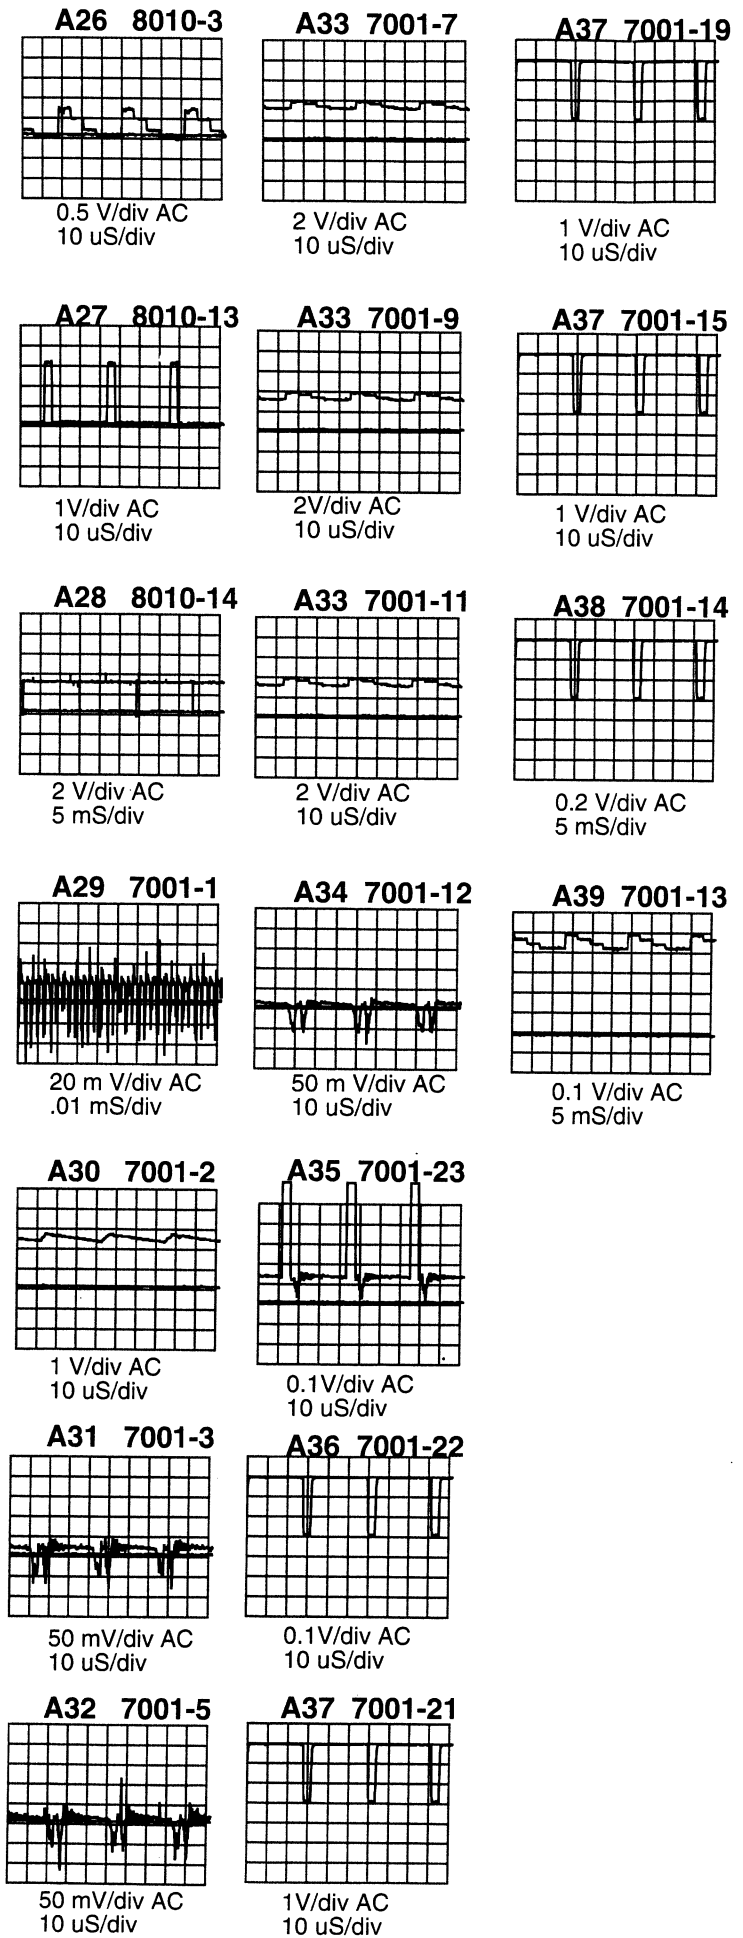 A26 8010-3
0.5 V/div AC
10 uS/div
A27 8010-13
1V/div AC
10 uS/div
A28 8010-14
2 V/div AC
5 mS/div
A29 7001-1
20 m V/div AC
.01 mS/div
A30 7001-2
1 V/div AC
10 uS/div
A31 7001-3
50 mV/div AC
10 uS/div
A32 7001-5
50 mV/div AC
10 uS/div
A33 7001-7
2 V/div AC
10 uS/div
A33 7001-9
2V/div AC
10 uS/div
A33 7001-11
2 V/div AC
10 uS/div
A34 7001-12
50 m V/div AC
10 uS/div
A35 7001-23
0.1V/div AC
10 uS/div
A36 7001-22
0.1V/div AC
10 uS/div
A37 7001-21
1V/div AC
10 uS/div
A37 7001-19
1 V/div AC
10 uS/div
A37 7001-15
1 V/div AC
10 uS/div
A38 7001-14
0.2 V/div AC
5 mS/div
A39 7001-13
0.1 V/div AC
5 mS/div